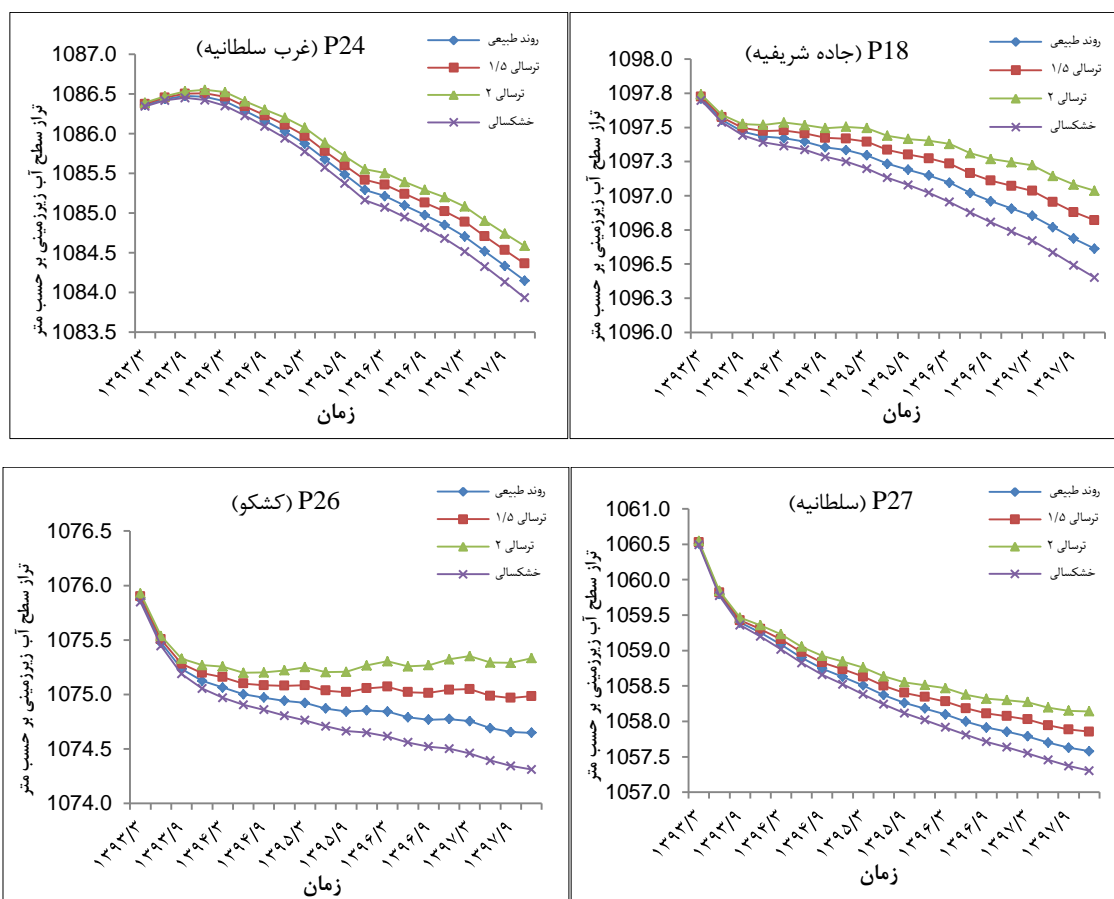 P24 (غرب سلطانیه)
روند طبیعی
ترسالی ۱/۵
ترسالی ۲
خشکسالی
تراز سطح آب زیرزمینی بر حسب متر
1087.0
1086.5
1086.0
1085.5
1085.0
1084.5
1084.0
1083.5
۱۳۹۳/۳
۱۳۹۳/۹
۱۳۹۴/۳
۱۳۹۴/۹
۱۳۹۵/۳
۱۳۹۵/۹
۱۳۹۶/۳
۱۳۹۶/۹
۱۳۹۷/۳
۱۳۹۷/۹
زمان
P18 (جاده شریفیه)
روند طبیعی
ترسالی ۱/۵
ترسالی ۲
خشکسالی
تراز سطح آب زیرزمینی بر حسب متر
1098.0
1097.8
1097.5
1097.3
1097.0
1096.8
1096.5
1096.3
1096.0
۱۳۹۳/۳
۱۳۹۳/۹
۱۳۹۴/۳
۱۳۹۴/۹
۱۳۹۵/۳
۱۳۹۵/۹
۱۳۹۶/۳
۱۳۹۶/۹
۱۳۹۷/۳
۱۳۹۷/۹
زمان
P26 (کشکو)
روند طبیعی
ترسالی ۱/۵
ترسالی ۲
خشکسالی
تراز سطح آب زیرزمینی بر حسب متر
1076.5
1076.0
1075.5
1075.0
1074.5
1074.0
۱۳۹۳/۳
۱۳۹۳/۹
۱۳۹۴/۳
۱۳۹۴/۹
۱۳۹۵/۳
۱۳۹۵/۹
۱۳۹۶/۳
۱۳۹۶/۹
۱۳۹۷/۳
۱۳۹۷/۹
زمان
P27 (سلطانیه)
روند طبیعی
ترسالی ۱/۵
ترسالی ۲
خشکسالی
تراز سطح آب زیرزمینی بر حسب متر
1061.0
1060.5
1060.0
1059.5
1059.0
1058.5
1058.0
1057.5
1057.0
۱۳۹۳/۳
۱۳۹۳/۹
۱۳۹۴/۳
۱۳۹۴/۹
۱۳۹۵/۳
۱۳۹۵/۹
۱۳۹۶/۳
۱۳۹۶/۹
۱۳۹۷/۳
۱۳۹۷/۹
زمان